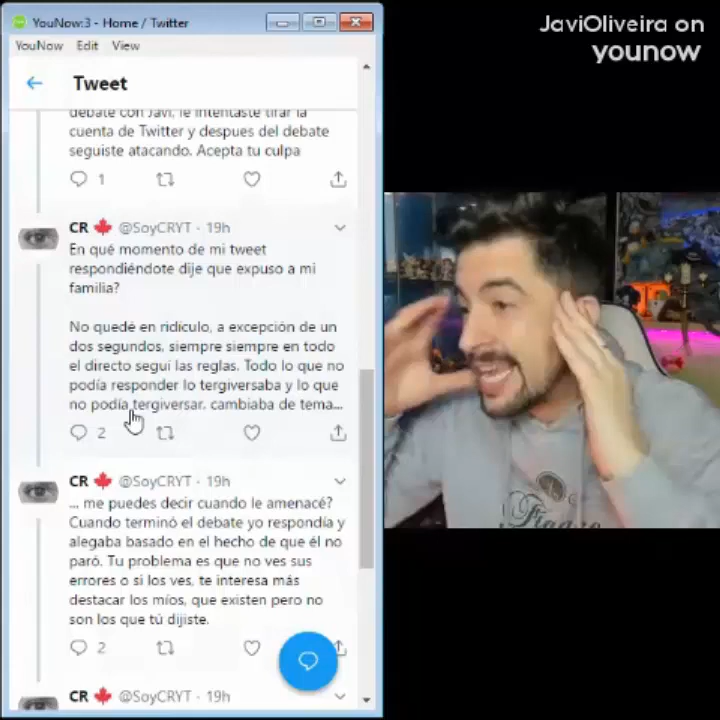 YouNow:3 - Home / Twitter
YouNow Edit View
Tweet
debate con Javi, le intentaste tirar la
cuenta de Twitter y despues del debate
seguiste atacando. Acepta tu culpa
1
CR @SoyCRYT · 19h
En qué momento de mi tweet
respondiéndote dije que expuso a mi
familia?
No quedé en ridículo, a excepción de un
dos segundos, siempre siempre en todo
el directo seguí las reglas. Todo lo que no
podía responder lo tergiversaba y lo que
no podía tergiversar, cambiaba de tema...
2
CR @SoyCRYT · 19h
... me puedes decir cuando le amenacé?
Cuando terminó el debate yo respondía y
alegaba basado en el hecho de que él no
paró. Tu problema es que no ves sus
errores o si los ves, te interesa más
destacar los míos, que existen pero no
son los que tú dijiste.
2
CR @SoyCRYT · 19h
JaviOliveira on
younow